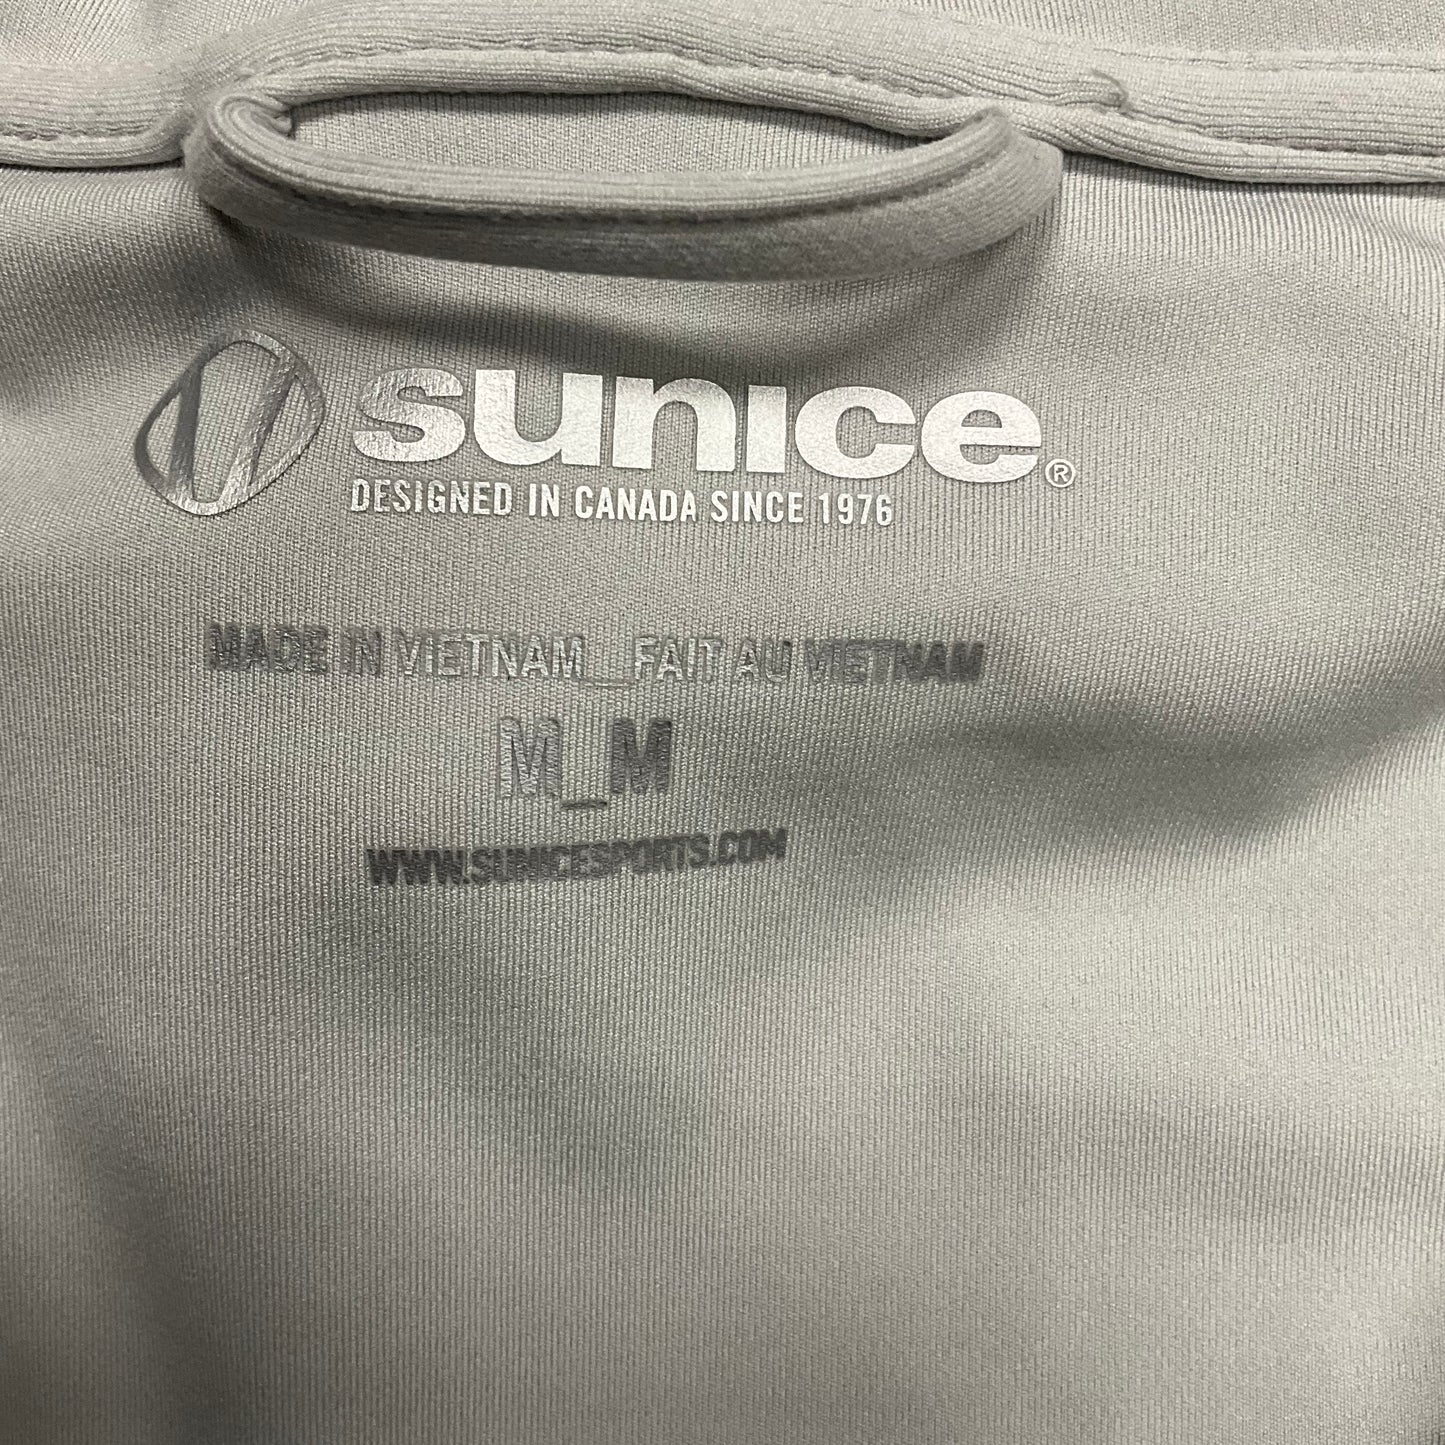 sunice®
DESIGNED IN CANADA SINCE 1976
MADE IN VIETNAM_FAIT AU VIETNAM
M_M
WWW.SUNICESPORTS.COM